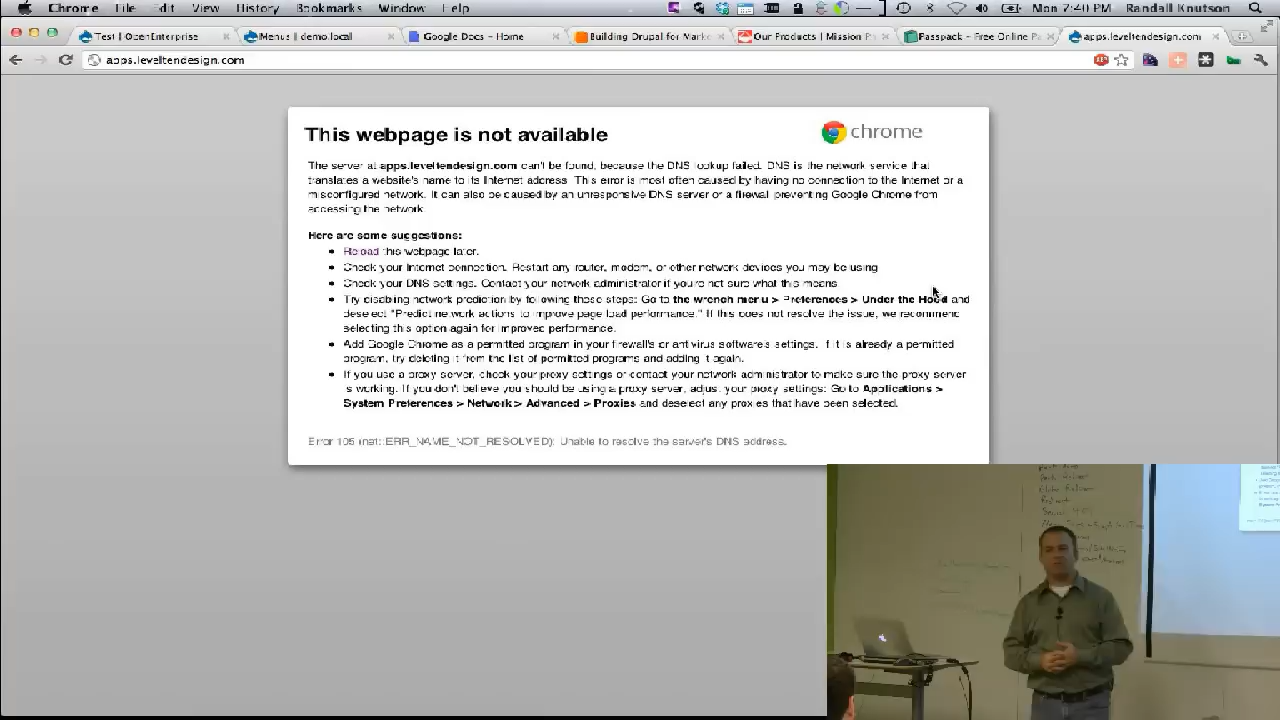 Chrome File Edit View History Bookmarks Window Help Mon 7:40 PM Randall Knutson
Test | OpenEnterprise Menus | demo.local Google Docs - Home Building Drupal for Marke Our Products | Mission P Passpack - Free Online Pa apps.leveltendesign.com
apps.leveltendesign.com
This webpage is not available
chrome
The server at apps.leveltendesign.com can't be found, because the DNS lookup failed. DNS is the network service that
translates a website's name to its Internet address. This error is most often caused by having no connection to the Internet or a
misconfigured network. It can also be caused by an unresponsive DNS server or a firewall preventing Google Chrome from
accessing the network.
Here are some suggestions:
• Reload this webpage later.
• Check your Internet connection. Restart any router, modem, or other network devices you may be using
• Check your DNS settings. Contact your network administrator if you're not sure what this means
• Try disabling network prediction by following these steps: Go to the wrench menu > Preferences > Under the Hood and
deselect "Predict network actions to improve page load performance." If this does not resolve the issue, we recommend
selecting this option again for improved performance.
• Add Google Chrome as a permitted program in your firewall's or antivirus software's settings. If it is already a permitted
program, try deleting it from the list of permitted programs and adding it again.
• If you use a proxy server, check your proxy settings or contact your network administrator to make sure the proxy server
is working. If you don't believe you should be using a proxy server, adjust your proxy settings: Go to Applications >
System Preferences > Network > Advanced > Proxies and deselect any proxies that have been selected.
Error 105 (net::ERR_NAME_NOT_RESOLVED): Unable to resolve the server's DNS address.